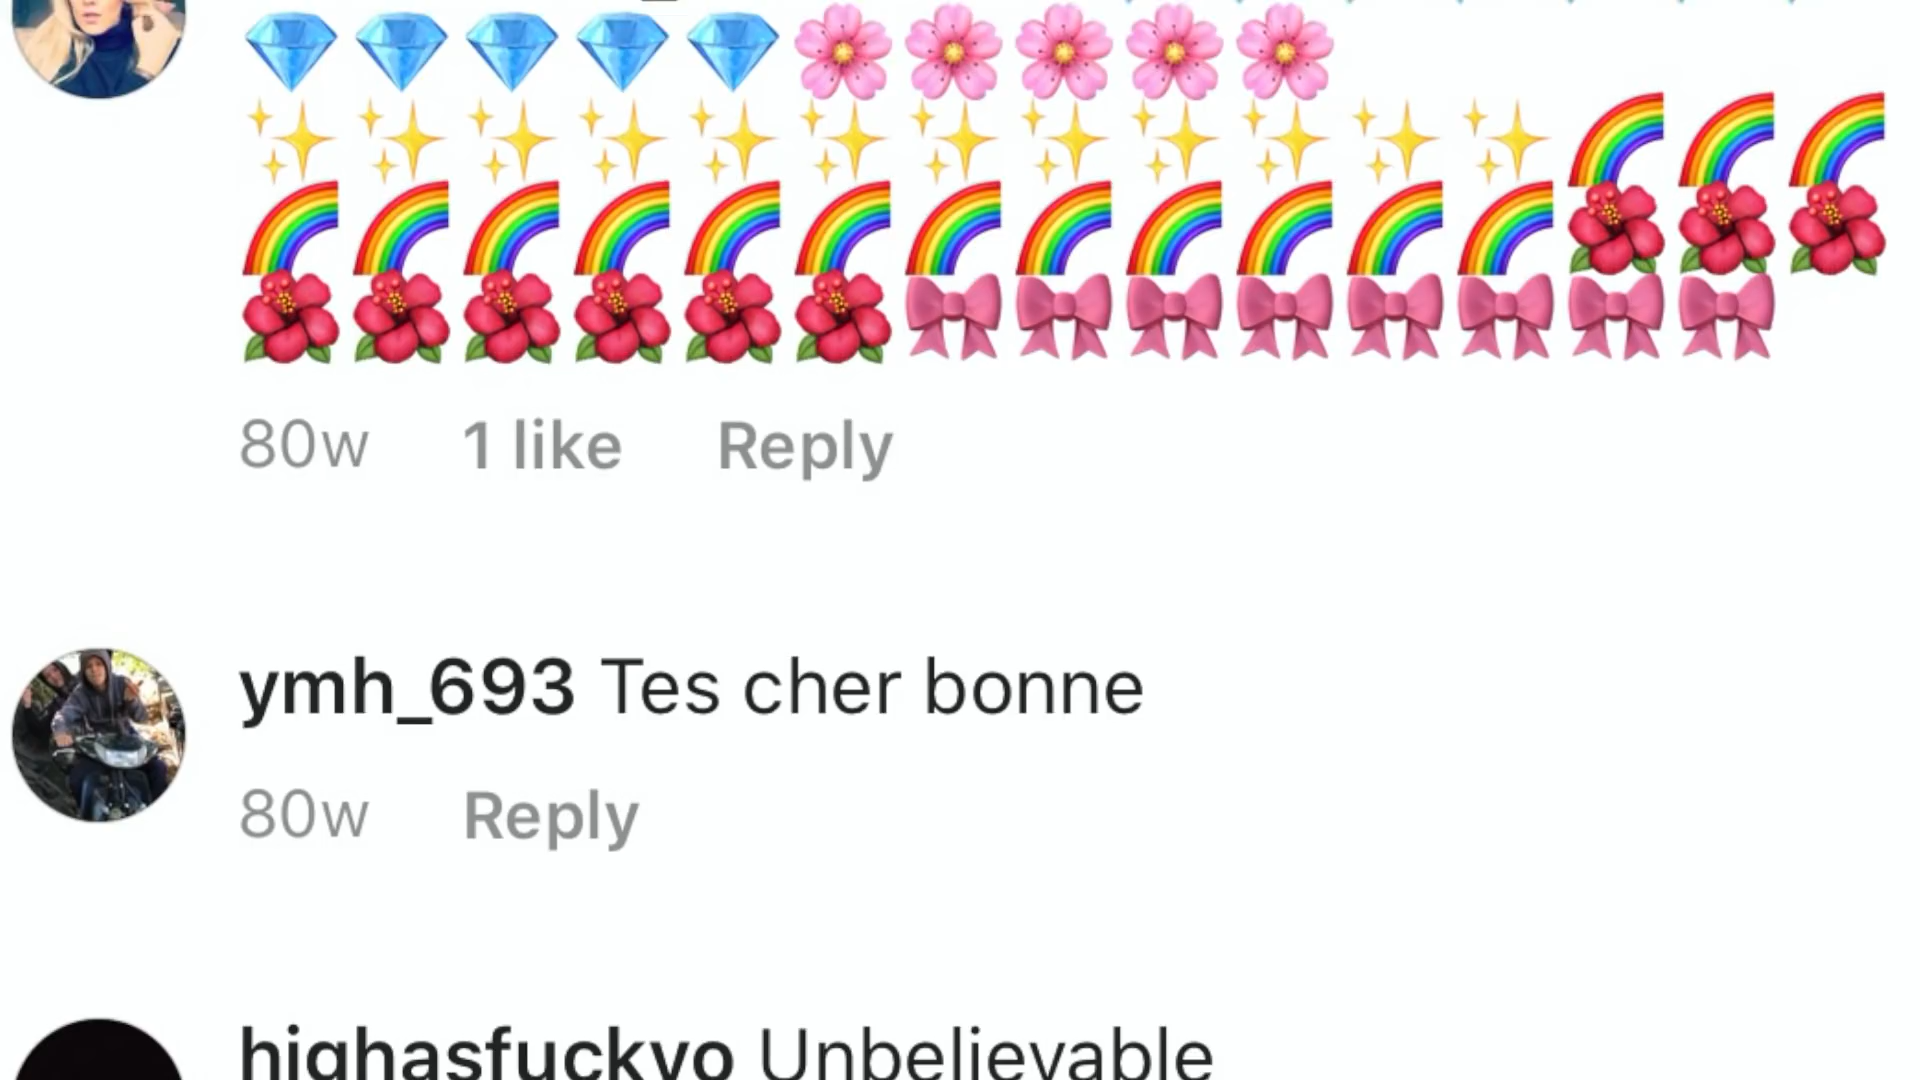 💎💎💎💎💎🌸🌸🌸🌸🌸
✨✨✨✨✨✨✨✨✨✨✨✨🌈🌈🌈
🌈🌈🌈🌈🌈🌈🌈🌈🌈🌈🌈🌈🌺🌺🌺
🌺🌺🌺🌺🌺🌺🎀🎀🎀🎀🎀🎀🎀🎀
80w 1 like Reply
ymh_693 Tes cher bonne
80w Reply
highasfuckyo Unbelievable